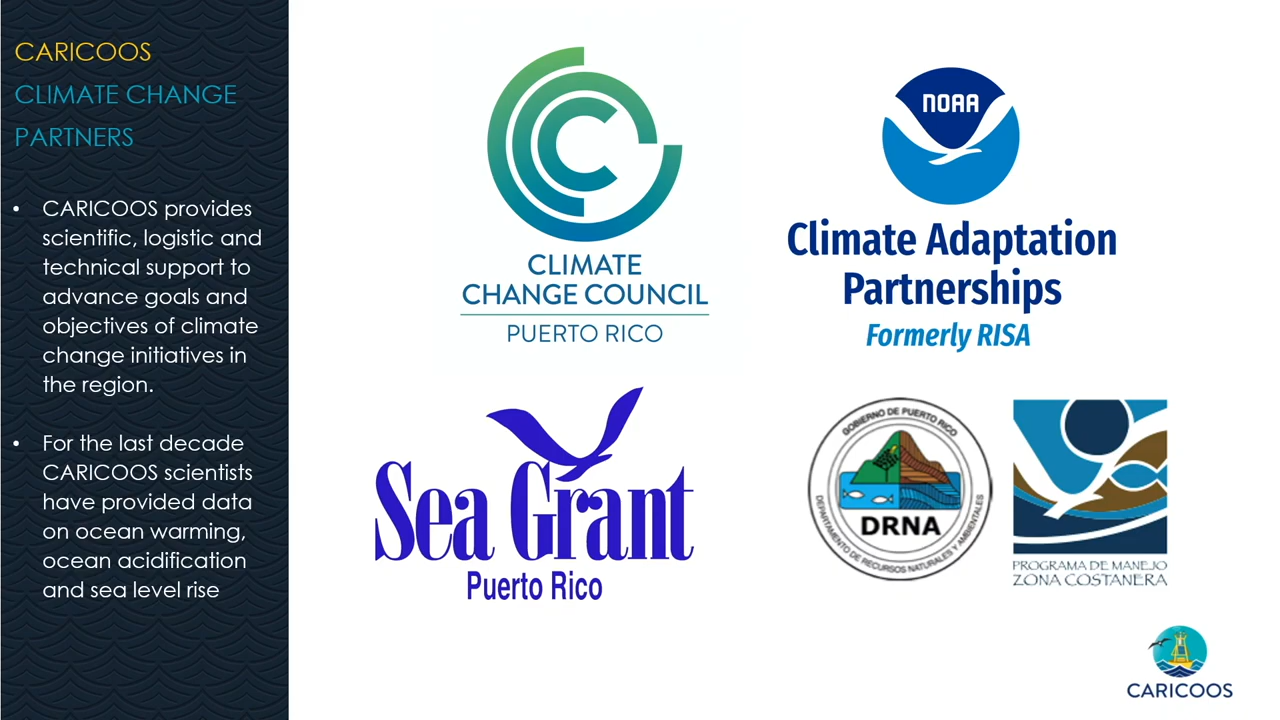 CARICOOS
CLIMATE CHANGE
PARTNERS
• CARICOOS provides
scientific, logistic and
technical support to
advance goals and
objectives of climate
change initiatives in
the region.
• For the last decade
CARICOOS scientists
have provided data
on ocean warming,
ocean acidification
and sea level rise
CLIMATE
CHANGE COUNCIL
PUERTO RICO
NOAA
Climate Adaptation
Partnerships
Formerly RISA
Sea Grant
Puerto Rico
GOBIERNO DE PUERTO RICO
DRNA
DEPARTAMENTO DE RECURSOS NATURALES Y AMBIENTALES
PROGRAMA DE MANEJO
ZONA COSTANERA
CARICOOS